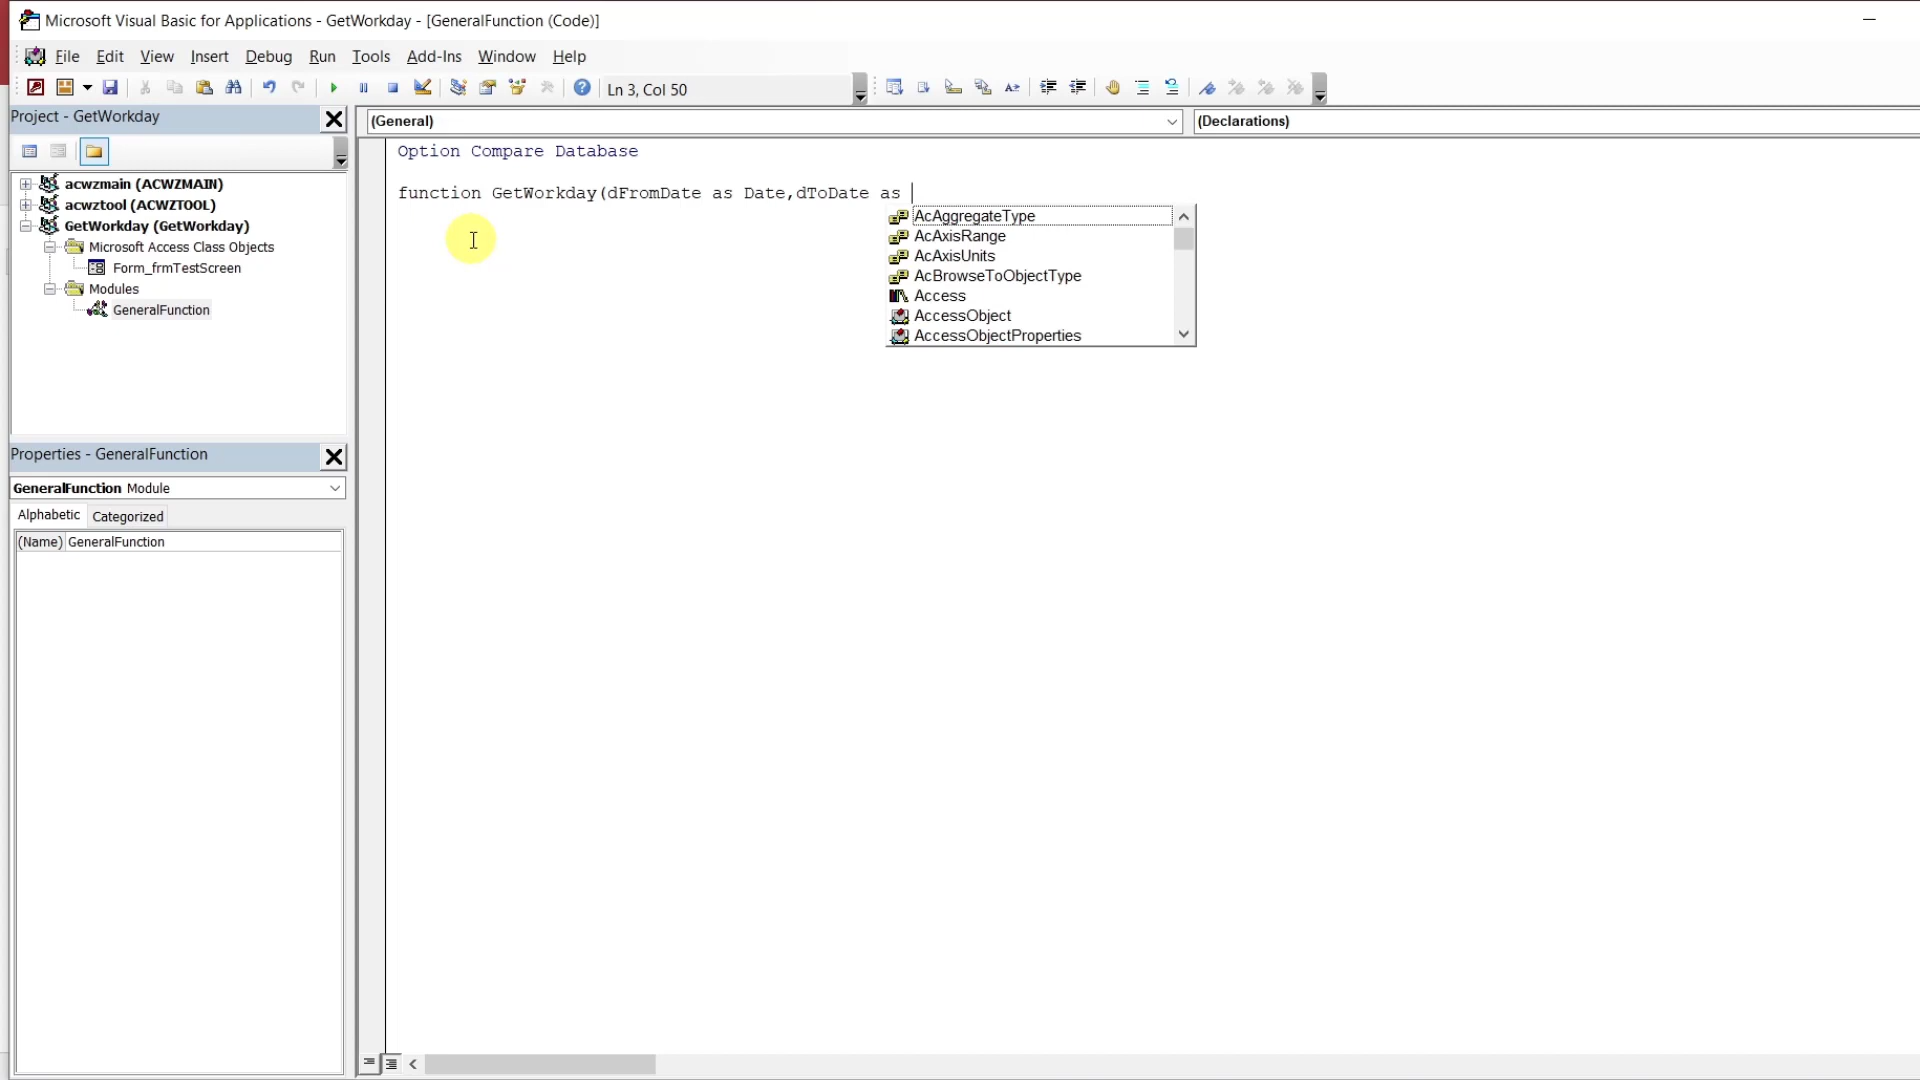 Microsoft Visual Basic for Applications - GetWorkday - [GeneralFunction (Code)]
File Edit View Insert Debug Run Tools Add-Ins Window Help
Ln 3, Col 50
Project - GetWorkday
(General)
(Declarations)
acwzmain (ACWZMAIN)
acwztool (ACWZTOOL)
GetWorkday (GetWorkday)
Microsoft Access Class Objects
Form_frmTestScreen
Modules
GeneralFunction
Option Compare Database
function GetWorkday(dFromDate as Date,dToDate as
AcAggregateType
AcAxisRange
AcAxisUnits
AcBrowseToObjectType
Access
AccessObject
AccessObjectProperties
Properties - GeneralFunction
GeneralFunction Module
Alphabetic Categorized
(Name) GeneralFunction